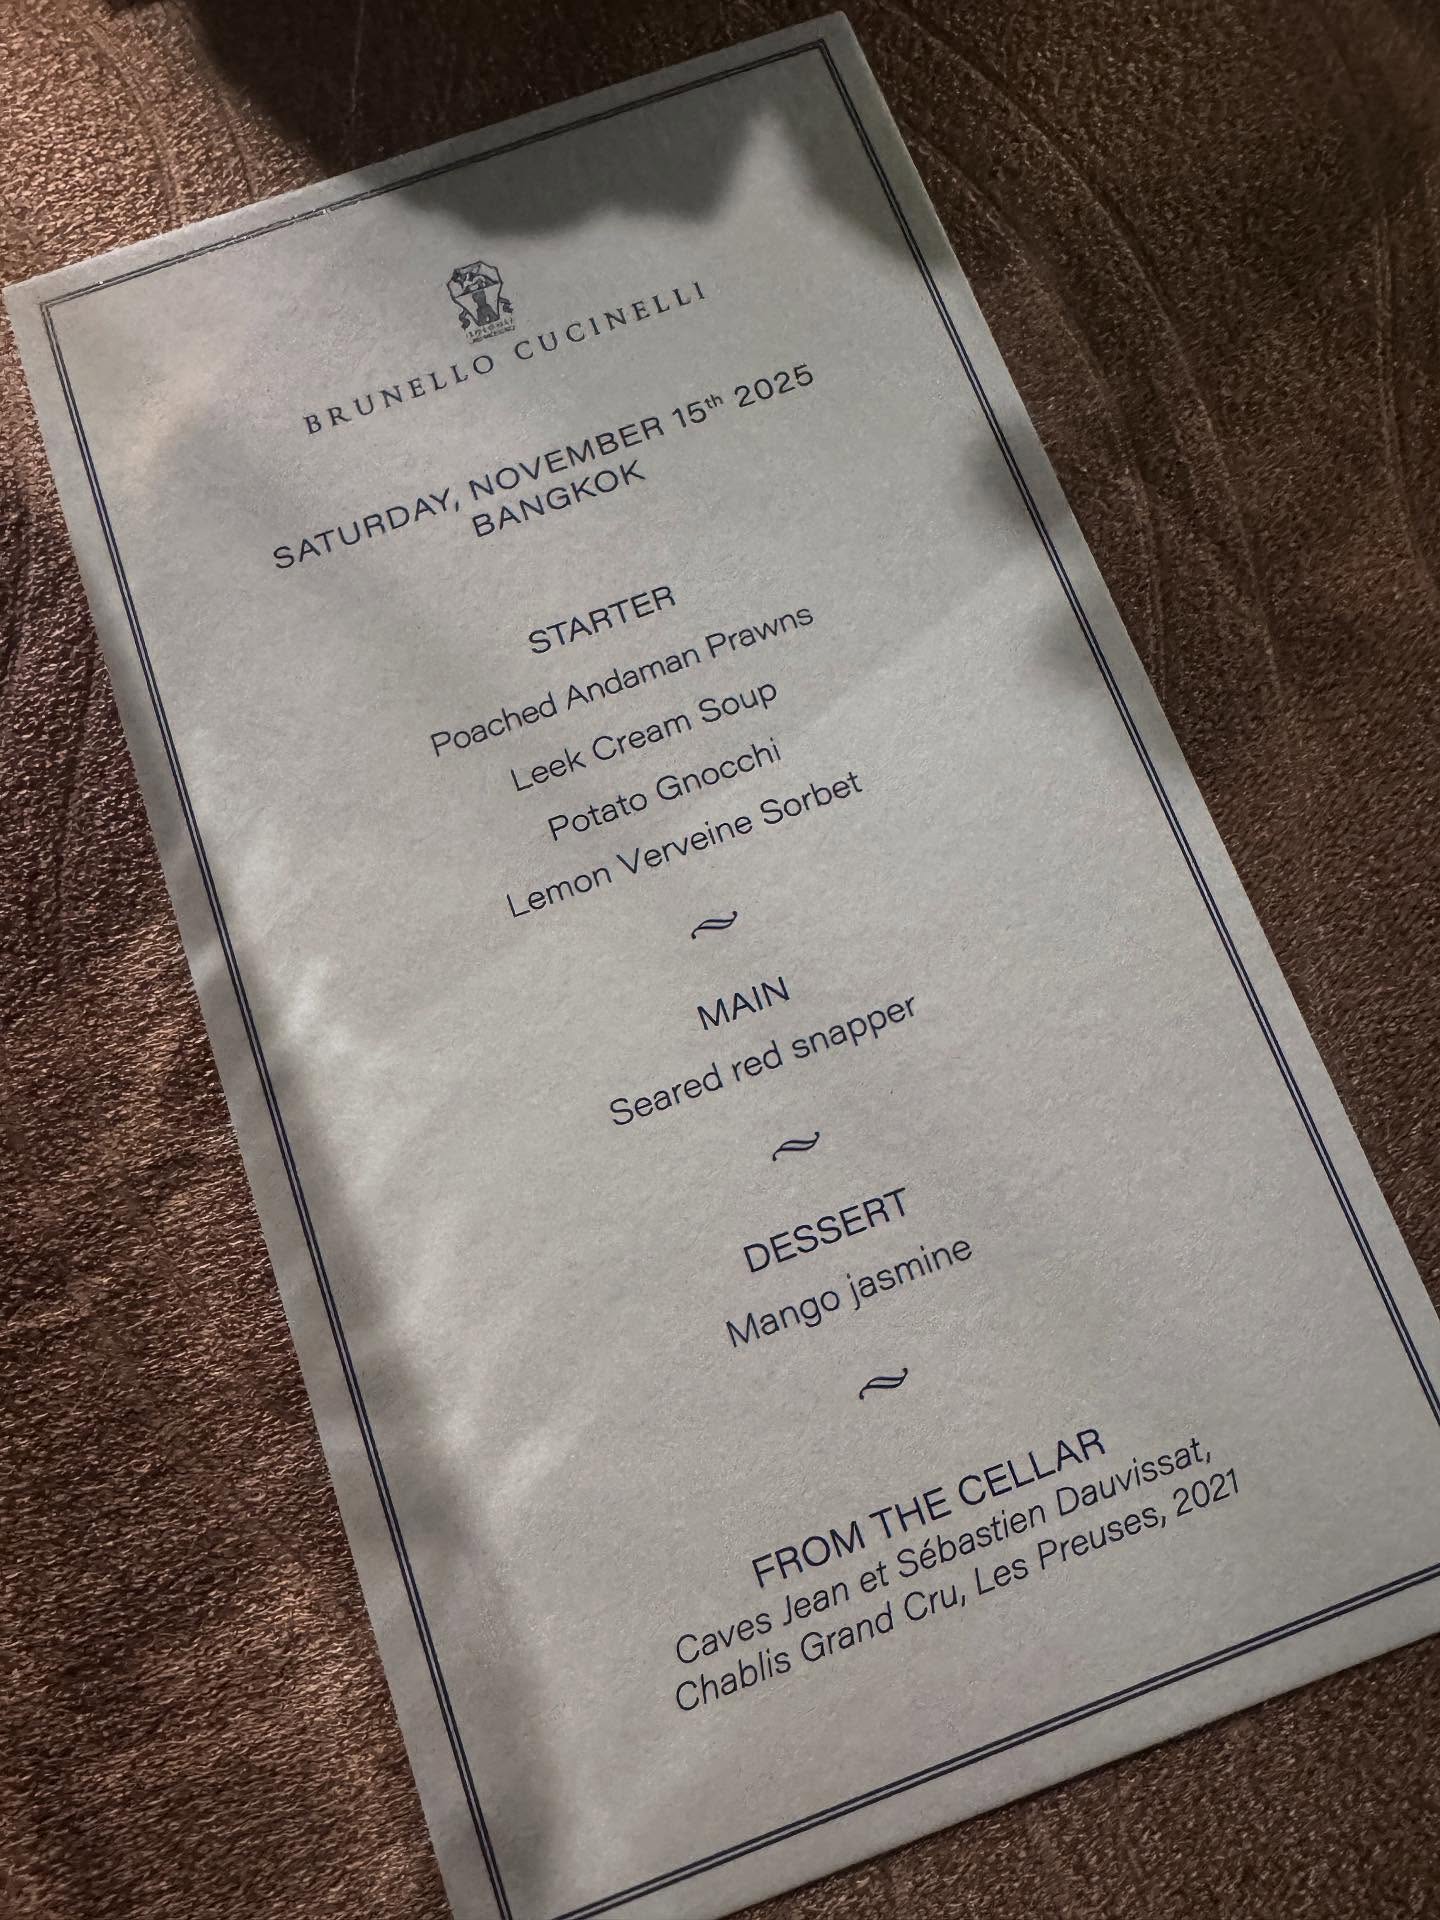 BRUNELLO CUCINELLI
SATURDAY, NOVEMBER 15th 2025
BANGKOK
STARTER
Poached Andaman Prawns
Leek Cream Soup
Potato Gnocchi
Lemon Verveine Sorbet
MAIN
Seared red snapper
DESSERT
Mango jasmine
FROM THE CELLAR
Caves Jean et Sébastien Dauvissat,
Chablis Grand Cru, Les Preuses, 2021